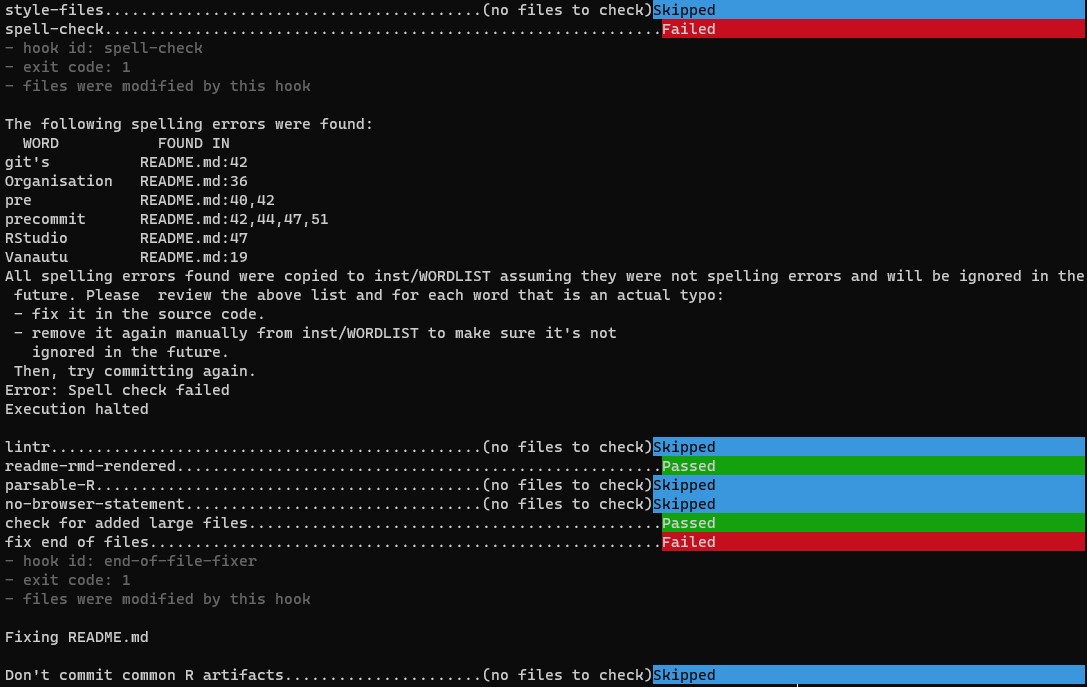 style-files..........................................(no files to check)Skipped
spell-check..............................................................Failed
- hook id: spell-check
- exit code: 1
- files were modified by this hook
The following spelling errors were found:
  WORD           FOUND IN
git's          README.md:42
Organisation   README.md:36
pre            README.md:40,42
precommit      README.md:42,44,47,51
RStudio        README.md:47
Vanautu        README.md:19
All spelling errors found were copied to inst/WORDLIST assuming they were not spelling errors and will be ignored in the
 future. Please  review the above list and for each word that is an actual typo:
 - fix it in the source code.
 - remove it again manually from inst/WORDLIST to make sure it's not
   ignored in the future.
 Then, try committing again.
Error: Spell check failed
Execution halted
lintr................................................(no files to check)Skipped
readme-rmd-rendered......................................................Passed
parsable-R...........................................(no files to check)Skipped
no-browser-statement.................................(no files to check)Skipped
check for added large files..............................................Passed
fix end of files.........................................................Failed
- hook id: end-of-file-fixer
- exit code: 1
- files were modified by this hook
Fixing README.md
Don't commit common R artifacts......................(no files to check)Skipped